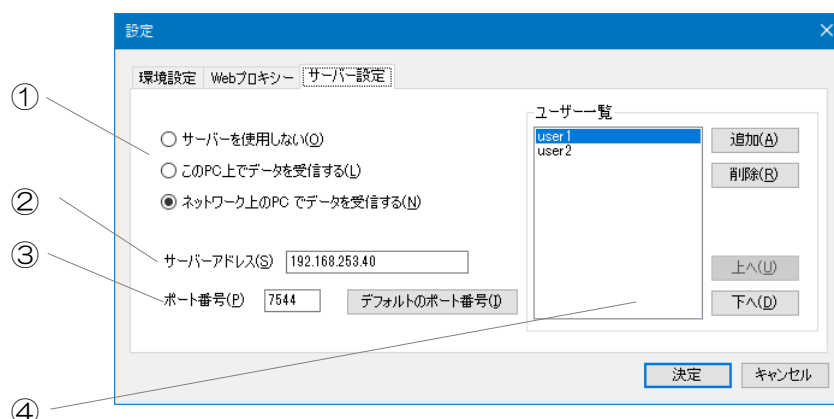 設定
環境設定 Webプロキシー サーバー設定
①
サーバーを使用しない(O)
このPC上でデータを受信する(L)
ネットワーク上のPC でデータを受信する(N)
②
サーバーアドレス(S) 192.168.253.40
③
ポート番号(P) 7544 デフォルトのポート番号(I)
ユーザー一覧
user1
user2
追加(A)
削除(R)
上へ(U)
下へ(D)
④
決定 キャンセル